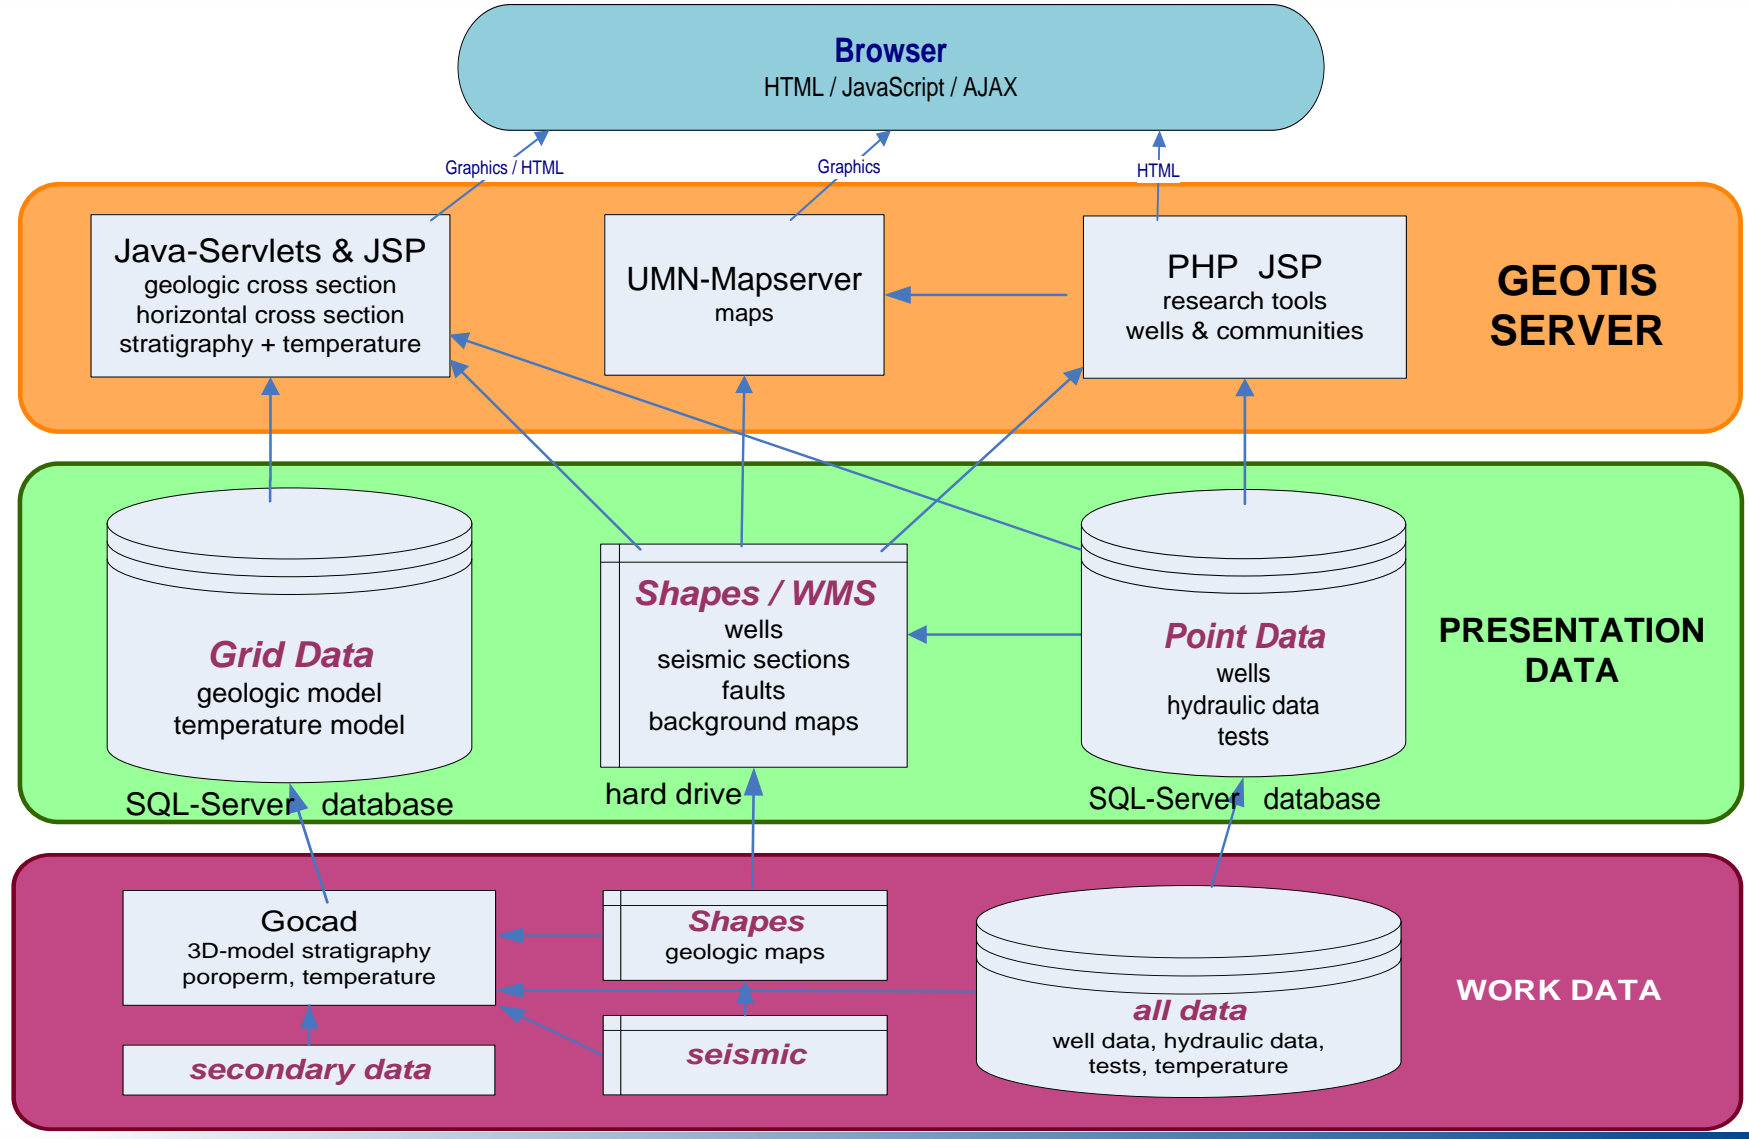 Browser
HTML / JavaScript / AJAX
Graphics / HTML
Graphics
HTML
Java-Servlets & JSP
geologic cross section
horizontal cross section
stratigraphy + temperature
UMN-Mapserver
maps
PHP JSP
research tools
wells & communities
GEOTIS
SERVER
Grid Data
geologic model
temperature model
SQL-Server database
Shapes / WMS
wells
seismic sections
faults
background maps
hard drive
Point Data
wells
hydraulic data
tests
SQL-Server database
PRESENTATION
DATA
Gocad
3D-model stratigraphy
poroperm, temperature
secondary data
Shapes
geologic maps
seismic
all data
well data, hydraulic data,
tests, temperature
WORK DATA